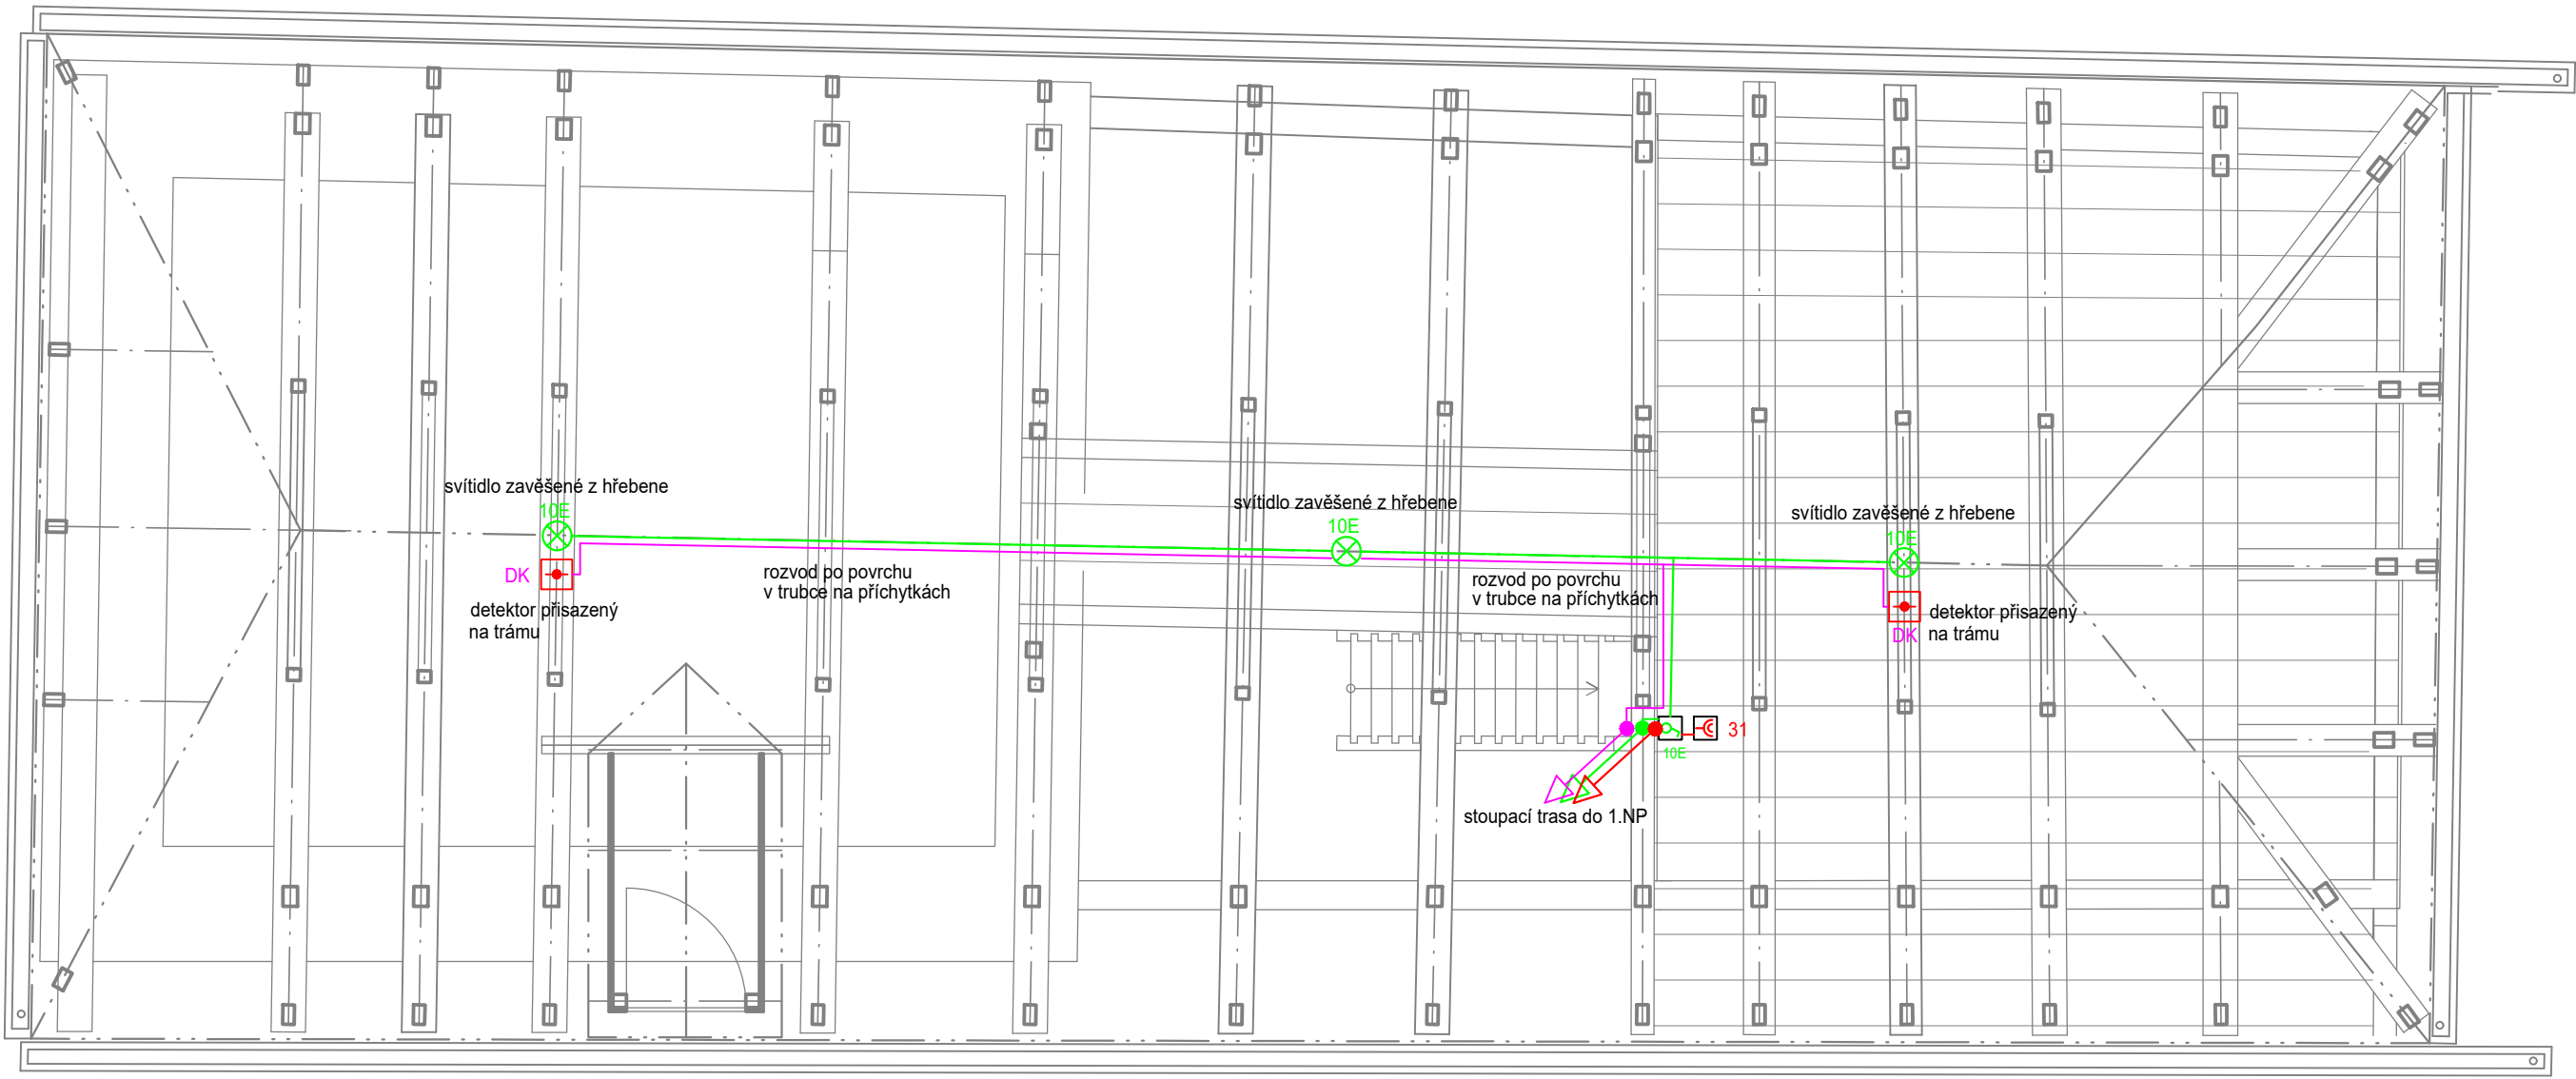 svítidlo zavěšené z hřebene
10E
DK
detektor přisazený
na trámu
rozvod po povrchu
v trubce na příchytkách
svítidlo zavěšené z hřebene
10E
rozvod po povrchu
v trubce na příchytkách
svítidlo zavěšené z hřebene
10E
detektor přisazený
na trámu
DK
31
10E
stoupací trasa do 1.NP